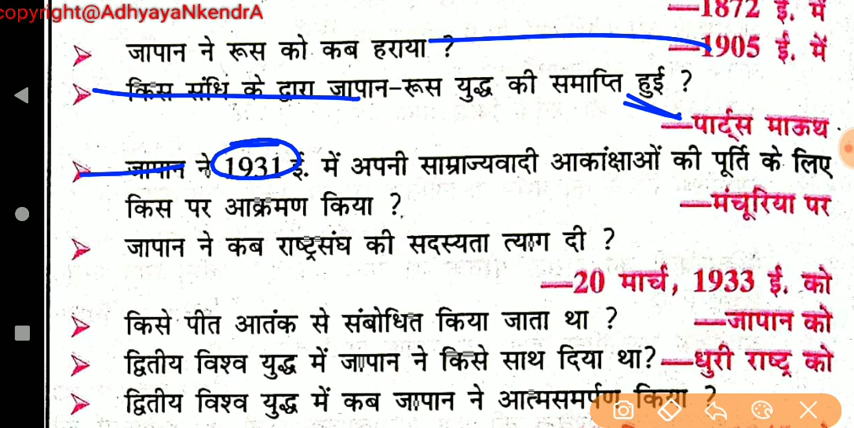 copyright@AdhyayaNkendrA
—1872 ई. में
जापान ने रूस को कब हराया ? —1905 ई. में
किस संधि के द्वारा जापान-रूस युद्ध की समाप्ति हुई ?
—पार्ट्स माऊथ
जापान ने 1931 ई. में अपनी साम्राज्यवादी आकांक्षाओं की पूर्ति के लिए
किस पर आक्रमण किया ? —मंचूरिया पर
जापान ने कब राष्ट्रसंघ की सदस्यता त्याग दी ?
—20 मार्च, 1933 ई. को
किसे पीत आतंक से संबोधित किया जाता था ? —जापान को
द्वितीय विश्व युद्ध में जापान ने किसे साथ दिया था? —धुरी राष्ट्र को
द्वितीय विश्व युद्ध में कब जापान ने आत्मसमर्पण किया ?